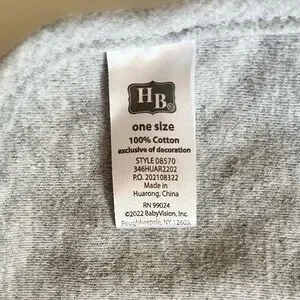 HB®
one size
100% Cotton
exclusive of decoration
STYLE 08570
346HUAR2202
P.O. 202108322
Made in
Huarong, China
RN 99024
©2022 BabyVision, Inc.
Poughkeepsie, NY 12603